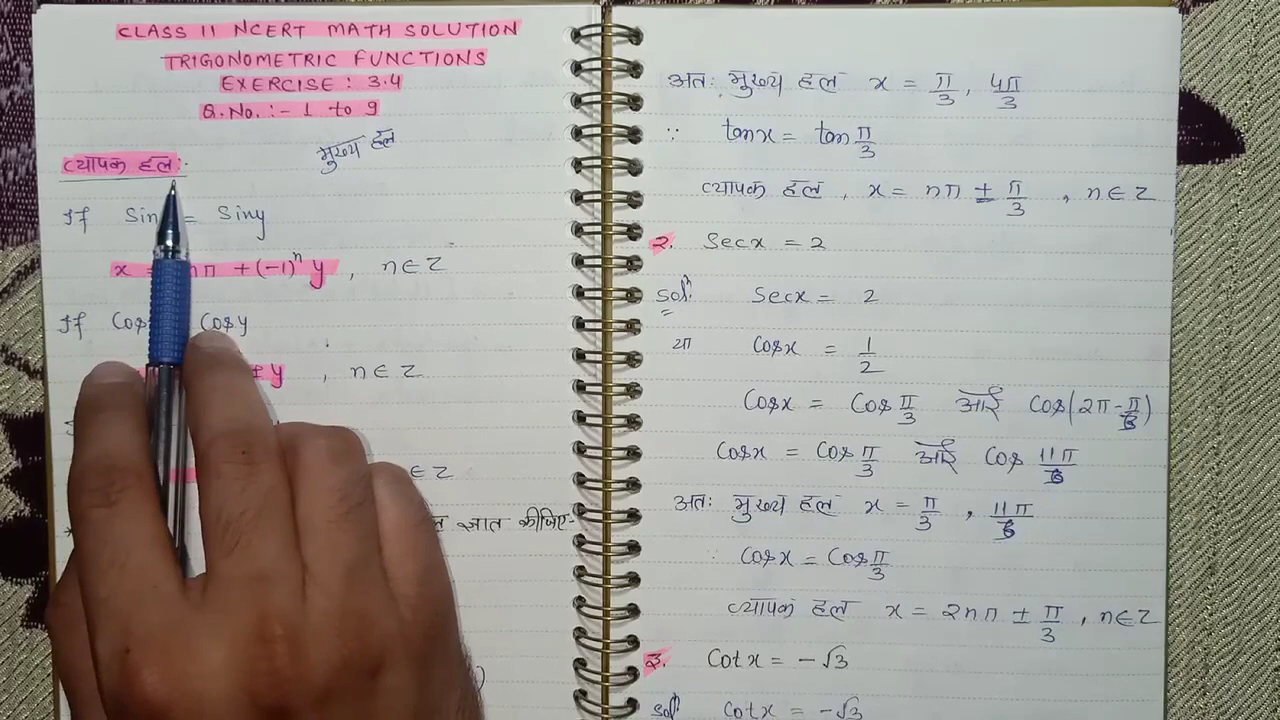 CLASS 11 NCERT MATH SOLUTION
TRIGONOMETRIC FUNCTIONS
EXERCISE : 3.4
Q.No. :- 1 to 9
व्यापक हल:-
मुख्य हल
If Sin = Siny
x = nπ + (-1)ⁿ y , n∈Z
If Cos Cosy
± y , n∈Z
∈Z
ज्ञात कीजिए-
अतः मुख्य हल x = π/3, 4π/3
∵ tanx = tan π/3
व्यापक हल, x = nπ ± π/3 , n∈Z
2. Secx = 2
Sol: Secx = 2
या Cosx = 1/2
Cosx = Cos π/3 और Cos(2π-π/)
Cosx = Cos π/3 और Cos 11π/
अतः मुख्य हल x = π/3 , 11π/
∵ Cosx = Cos π/3
व्यापक हल x = 2nπ ± π/3 , n∈Z
3. Cotx = -√3
Sol: Cotx = -√3